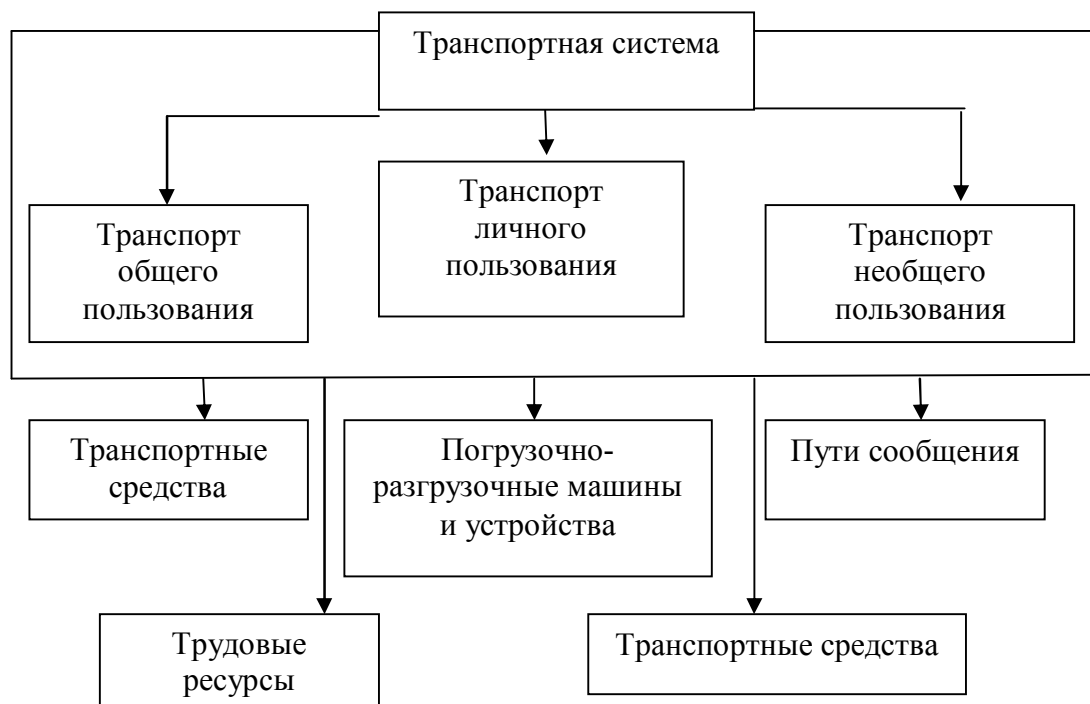 Транспортная система
Транспорт
общего
пользования
Транспорт
личного
пользования
Транспорт
необщего
пользования
Транспортные
средства
Погрузочно-
разгрузочные машины
и устройства
Пути сообщения
Трудовые
ресурсы
Транспортные средства